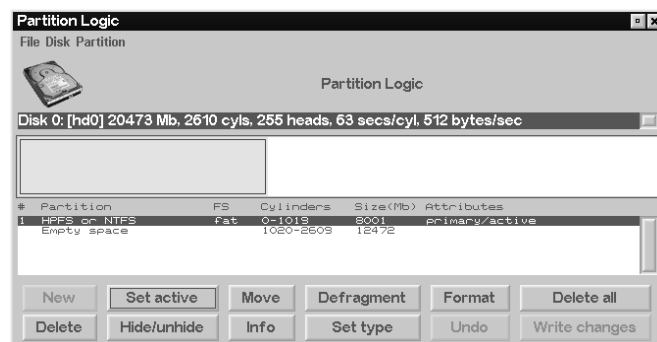 Partition Logic
File Disk Partition
Partition Logic
Disk 0: [hd0] 20473 Mb, 2610 cyls, 255 heads, 63 secs/cyl, 512 bytes/sec
# Partition FS Cylinders Size(Mb) Attributes
1 HPFS or NTFS fat 0-1019 8001 primary/active
Empty space 1020-2609 12472
New Set active Move Defragment Format Delete all
Delete Hide/unhide Info Set type Undo Write changes